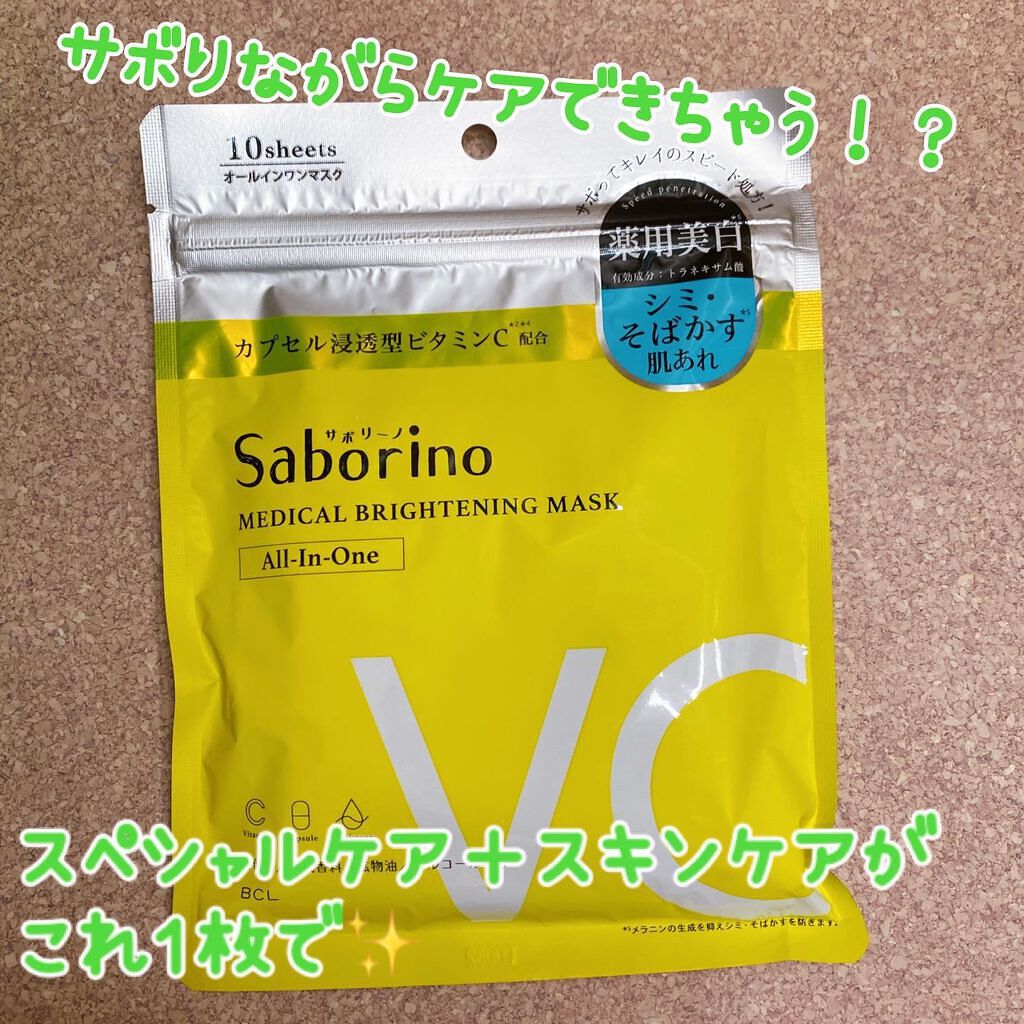 サボりながらケアできちゃう！？
10sheets
オールインワンマスク
サボってキレイのスピード処方！
Speed penetration
薬用美白*5
有効成分：トラネキサム酸
シミ・
そばかす*5
肌あれ
カプセル浸透型ビタミンC*2*4 配合
サボリーノ
Saborino
MEDICAL BRIGHTENING MASK
All-In-One
VC
スペシャルケア＋スキンケアが
BCL
これ1枚で✨
*5メラニンの生成を抑えシミ・そばかすを防ぎます。